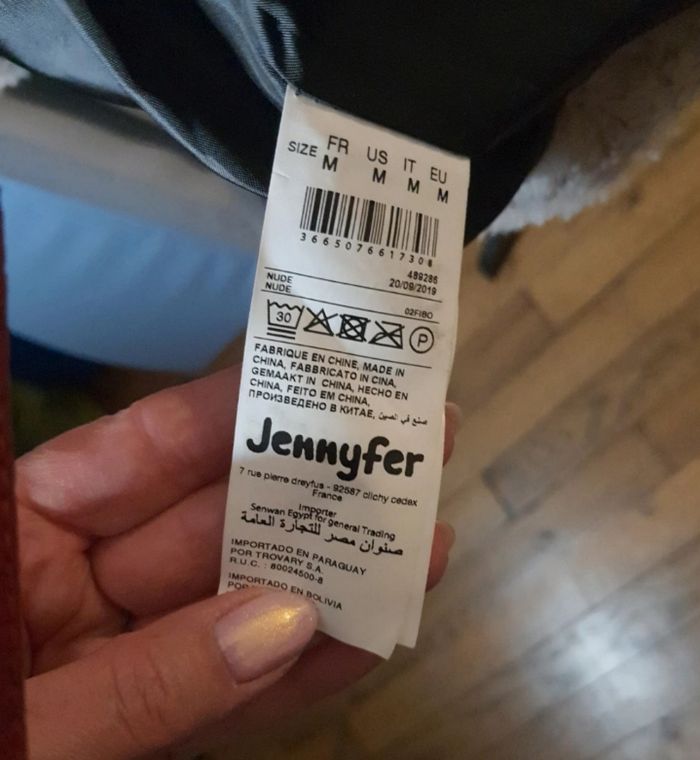 SIZE FR US IT EU
M M M M
3665076617308
489286
NUDE 20/09/2019
NUDE
02FIBO
30 P
FABRIQUE EN CHINE, MADE IN
CHINA, FABBRICATO IN CINA,
GEMAAKT IN CHINA, HECHO EN
CHINA, FEITO EM CHINA,
ПРОИЗВЕДЕНО В КИТАЕ, صنع في الصين
Jennyfer
7 rue pierre dreyfus - 92587 clichy cedex
France
Importer
Senwan Egypt for general Trading
صنوان مصر للتجارة العامة
IMPORTADO EN PARAGUAY
POR TROVARY S.A.
R.U.C. : 80024500-8
IMPORTADO EN BOLIVIA
POR